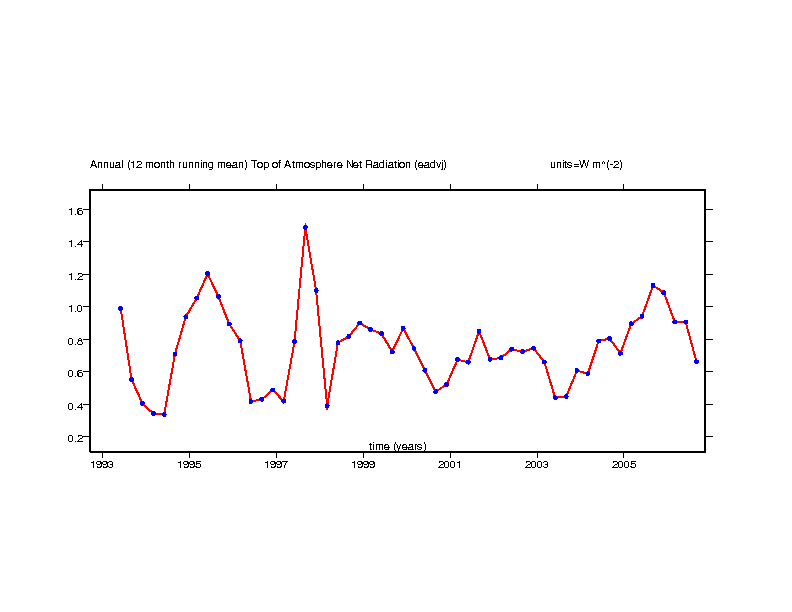 Annual (12 month running mean) Top of Atmosphere Net Radiation (eadvj) units=W m^(-2)
1.6
1.4
1.2
1.0
0.8
0.6
0.4
0.2
time (years)
1993 1995 1997 1999 2001 2003 2005